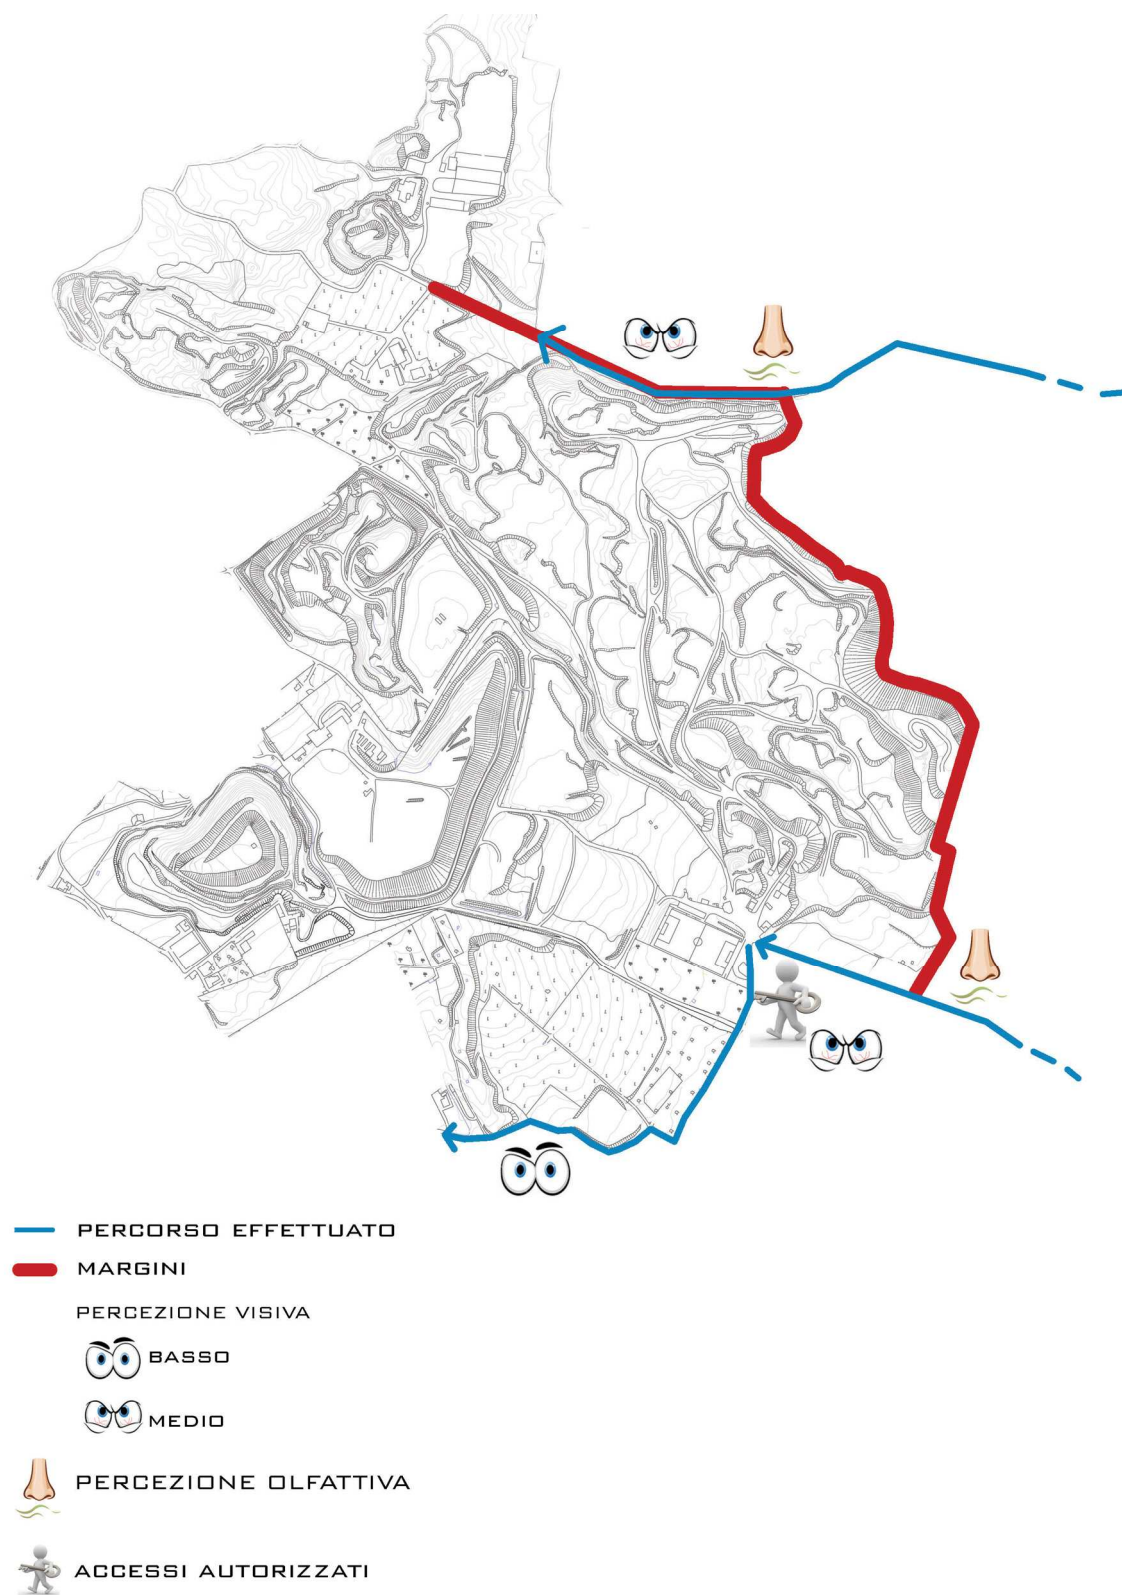 PERCORSO EFFETTUATO
MARGINI
PERCEZIONE VISIVA
BASSO
MEDIO
PERCEZIONE OLFATTIVA
ACCESSI AUTORIZZATI